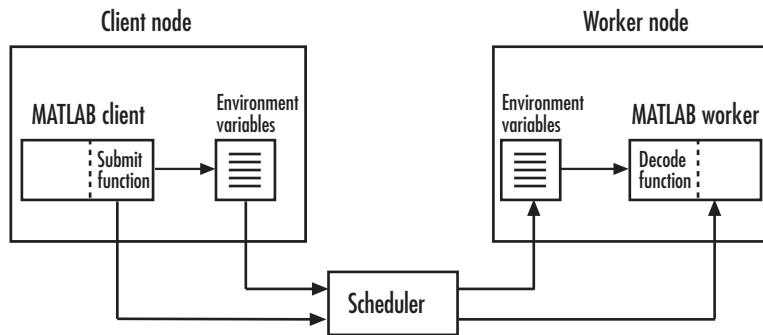 Client node
Worker node
MATLAB client
Environment
variables
Submit
function
Environment
variables
MATLAB worker
Decode
function
Scheduler